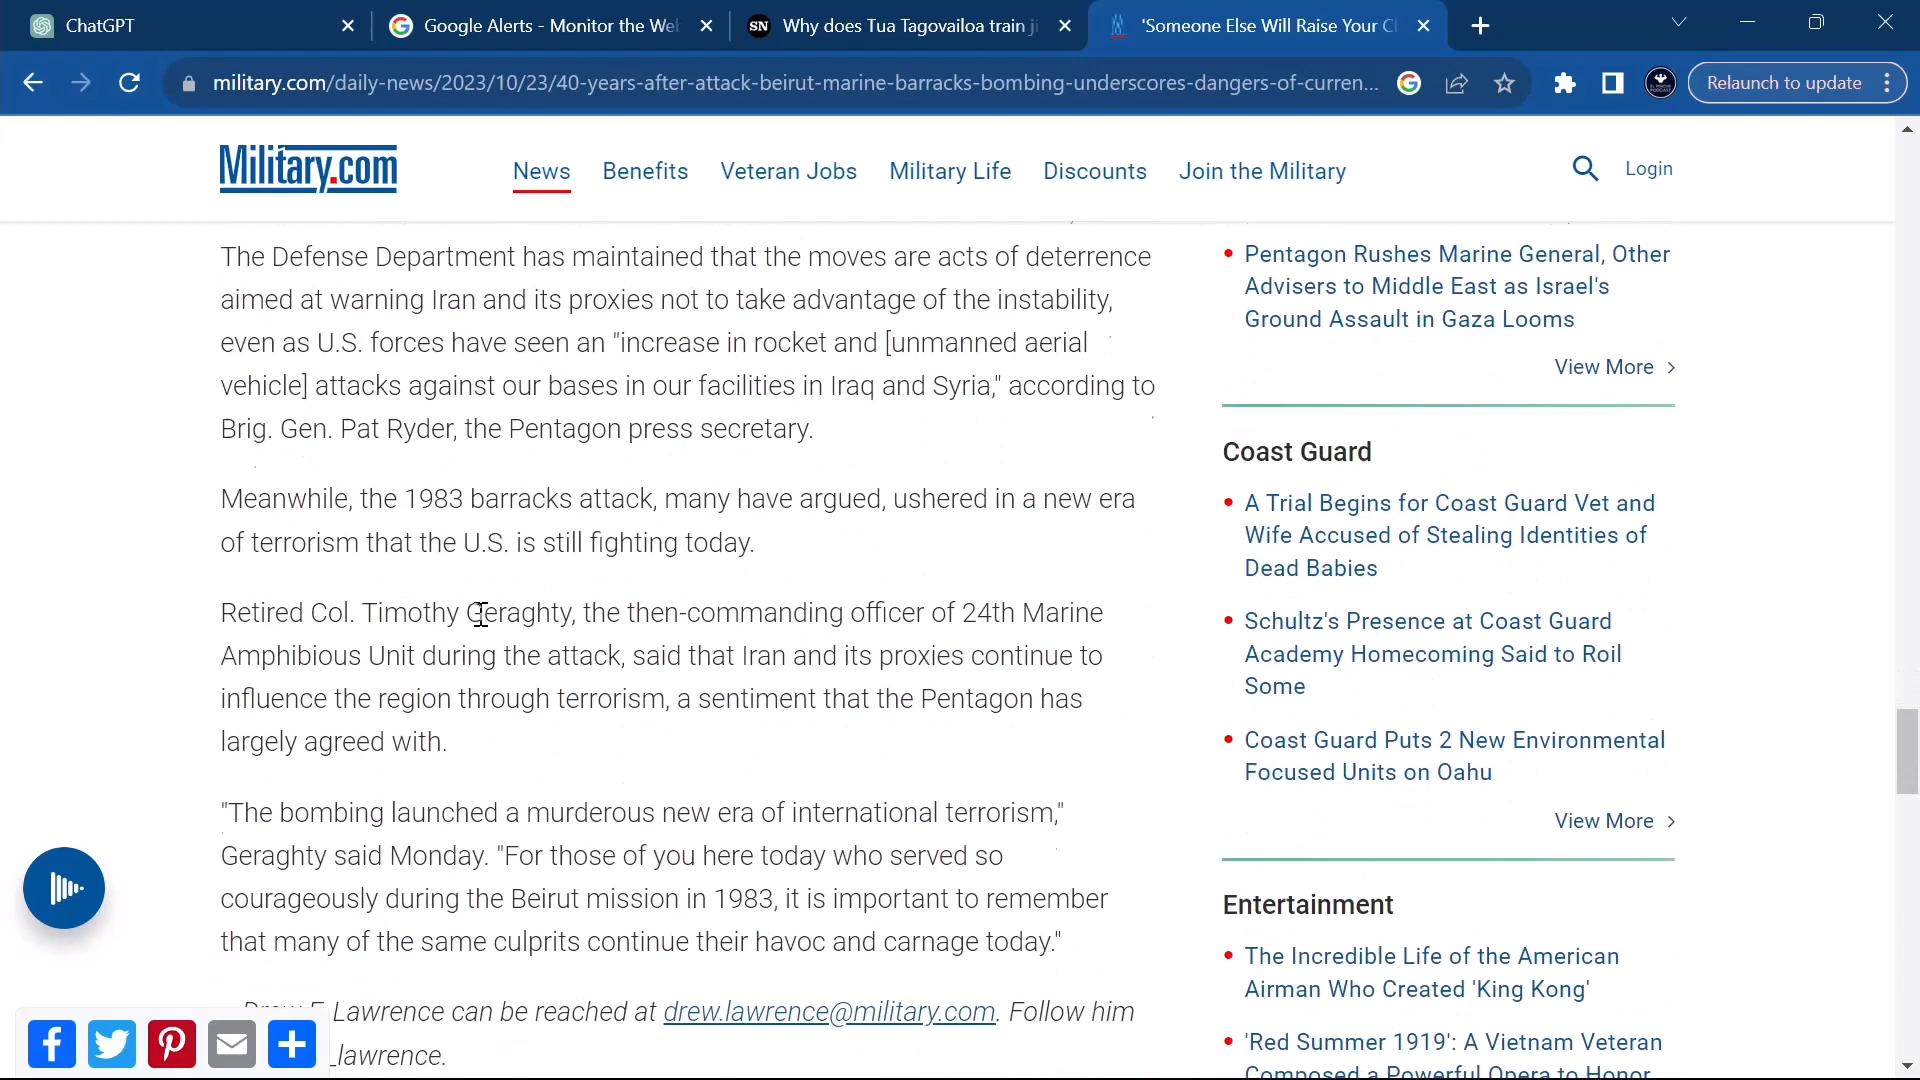 ChatGPT
Google Alerts - Monitor the We
Why does Tua Tagovailoa train ji
'Someone Else Will Raise Your C
military.com/daily-news/2023/10/23/40-years-after-attack-beirut-marine-barracks-bombing-underscores-dangers-of-curren...
Relaunch to update
Military.com
News
Benefits
Veteran Jobs
Military Life
Discounts
Join the Military
Login
The Defense Department has maintained that the moves are acts of deterrence
aimed at warning Iran and its proxies not to take advantage of the instability,
even as U.S. forces have seen an "increase in rocket and [unmanned aerial
vehicle] attacks against our bases in our facilities in Iraq and Syria," according to
Brig. Gen. Pat Ryder, the Pentagon press secretary.
Meanwhile, the 1983 barracks attack, many have argued, ushered in a new era
of terrorism that the U.S. is still fighting today.
Retired Col. Timothy Geraghty, the then-commanding officer of 24th Marine
Amphibious Unit during the attack, said that Iran and its proxies continue to
influence the region through terrorism, a sentiment that the Pentagon has
largely agreed with.
"The bombing launched a murderous new era of international terrorism,"
Geraghty said Monday. "For those of you here today who served so
courageously during the Beirut mission in 1983, it is important to remember
that many of the same culprits continue their havoc and carnage today."
Lawrence can be reached at drew.lawrence@military.com. Follow him
_lawrence.
Pentagon Rushes Marine General, Other
Advisers to Middle East as Israel's
Ground Assault in Gaza Looms
View More
Coast Guard
A Trial Begins for Coast Guard Vet and
Wife Accused of Stealing Identities of
Dead Babies
Schultz's Presence at Coast Guard
Academy Homecoming Said to Roil
Some
Coast Guard Puts 2 New Environmental
Focused Units on Oahu
View More
Entertainment
The Incredible Life of the American
Airman Who Created 'King Kong'
'Red Summer 1919': A Vietnam Veteran
Composed a Powerful Opera to Honor